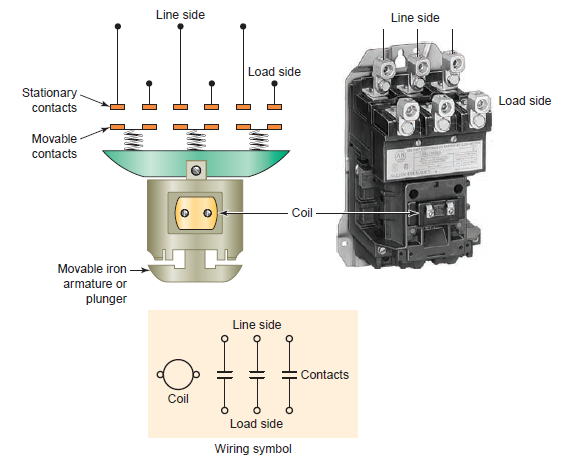 Line side
Line side
Load side
Stationary
contacts
Load side
Movable
contacts
Coil
Movable iron
armature or
plunger
Line side
Contacts
Coil
Load side
Wiring symbol